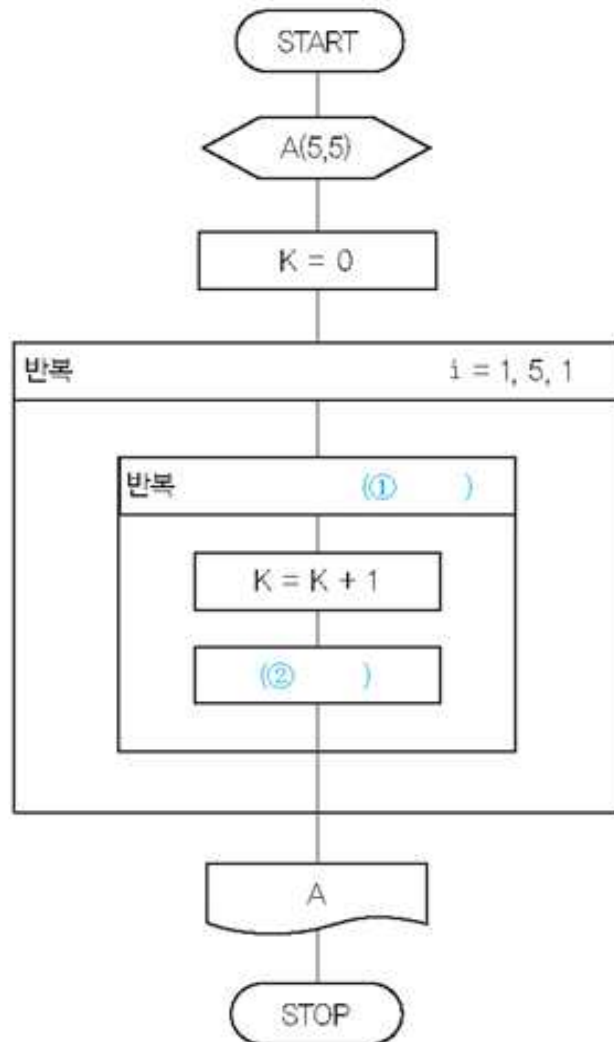 START
A(5,5)
K = 0
반복 i = 1, 5, 1
반복 (① )
K = K + 1
(② )
A
STOP